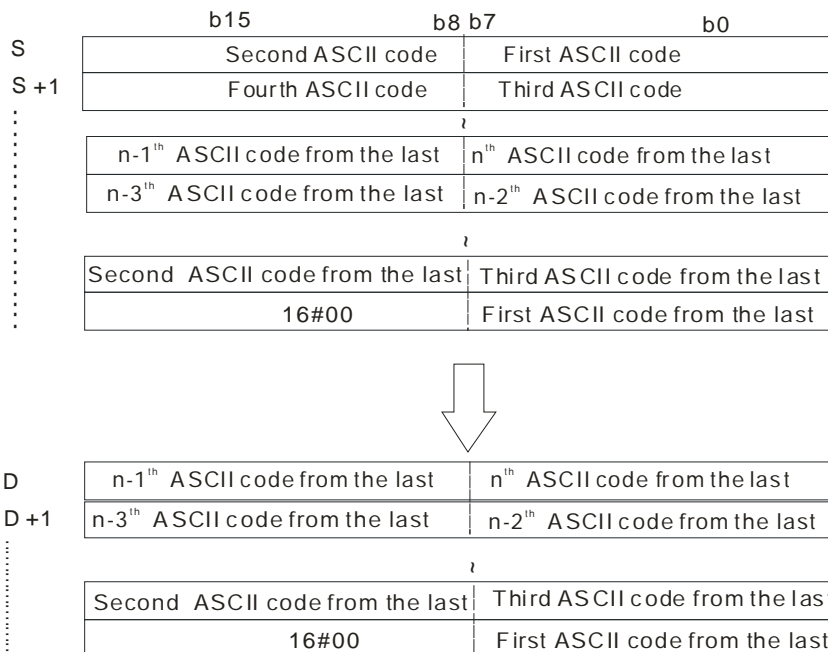 b15 b8 b7 b0
S Second ASCII code First ASCII code
S +1 Fourth ASCII code Third ASCII code
n-1th ASCII code from the last nth ASCII code from the last
n-3th ASCII code from the last n-2th ASCII code from the last
Second ASCII code from the last Third ASCII code from the last
16#00 First ASCII code from the last
D n-1th ASCII code from the last nth ASCII code from the last
D +1 n-3th ASCII code from the last n-2th ASCII code from the last
Second ASCII code from the last Third ASCII code from the last
16#00 First ASCII code from the last